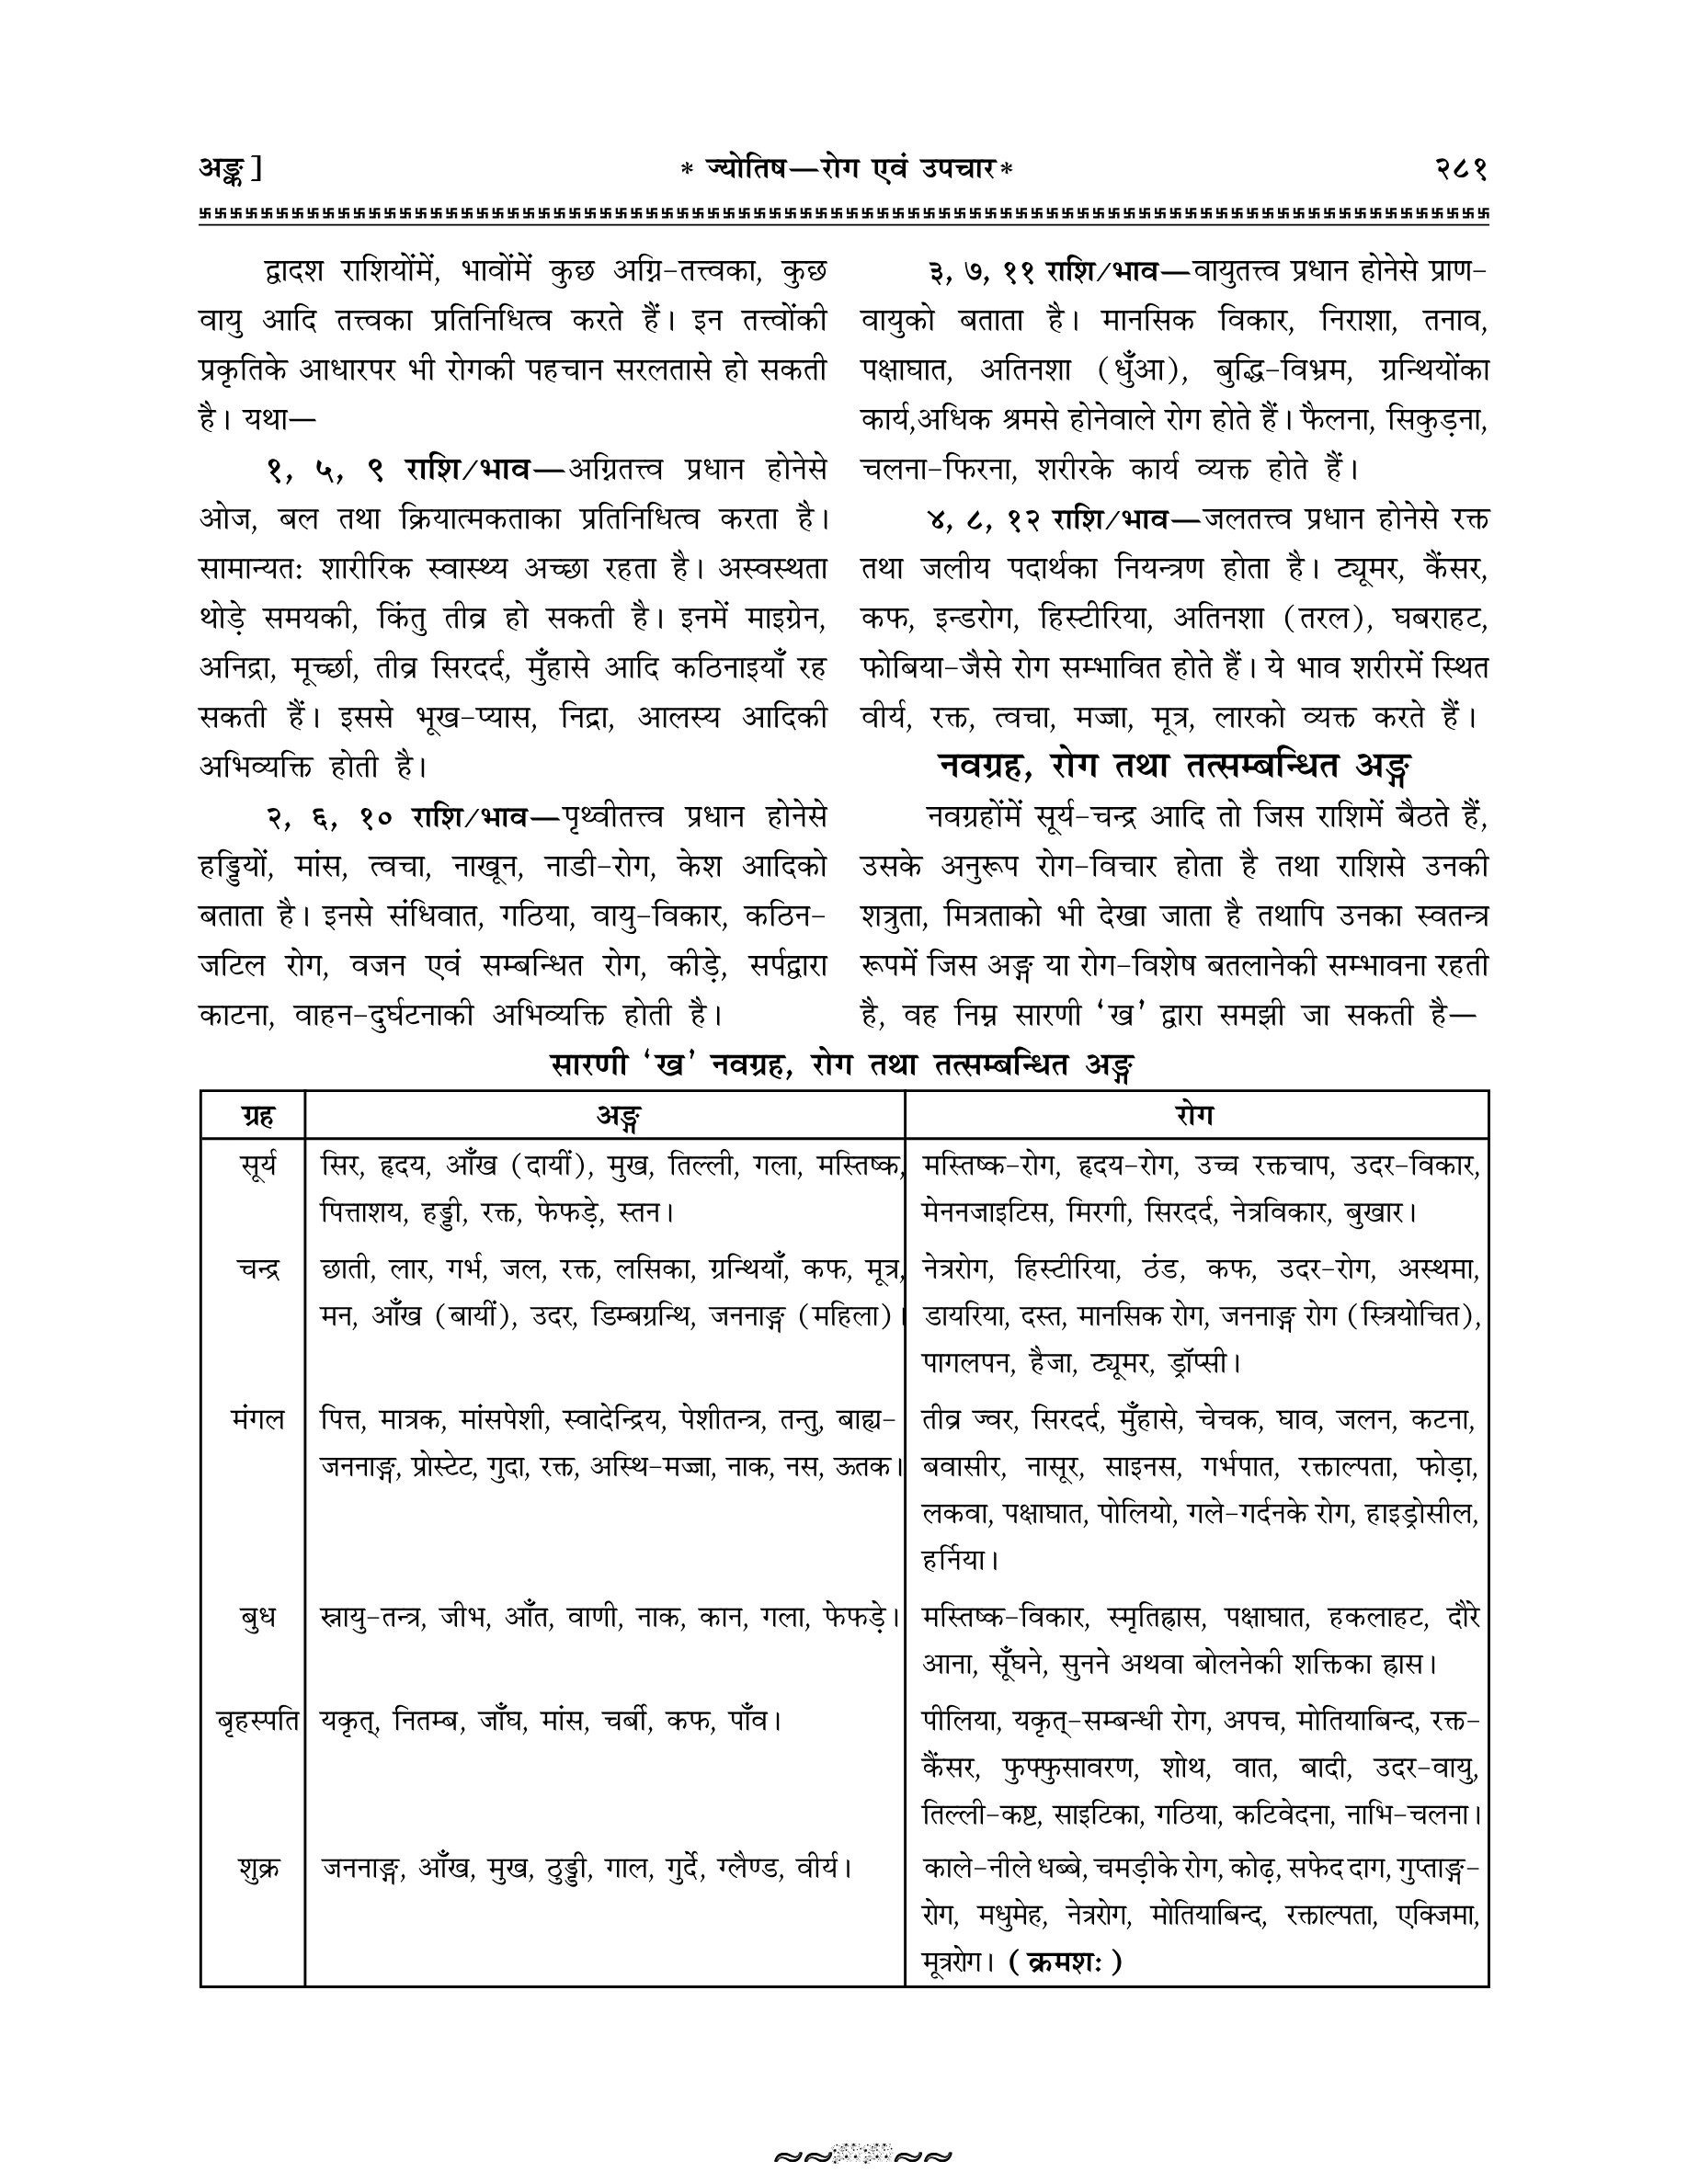 अङ्क ]
* ज्योतिष—रोग एवं उपचार*
२८१
द्वादश राशियोंमें, भावोंमें कुछ अग्नि-तत्त्वका, कुछ
वायु आदि तत्त्वका प्रतिनिधित्व करते हैं। इन तत्त्वोंकी
प्रकृतिके आधारपर भी रोगकी पहचान सरलतासे हो सकती
है। यथा—
१, ५, ९ राशि/भाव—अग्नितत्त्व प्रधान होनेसे
ओज, बल तथा क्रियात्मकताका प्रतिनिधित्व करता है।
सामान्यतः शारीरिक स्वास्थ्य अच्छा रहता है। अस्वस्थता
थोड़े समयकी, किंतु तीव्र हो सकती है। इनमें माइग्रेन,
अनिद्रा, मूर्च्छा, तीव्र सिरदर्द, मुँहासे आदि कठिनाइयाँ रह
सकती हैं। इससे भूख-प्यास, निद्रा, आलस्य आदिकी
अभिव्यक्ति होती है।
२, ६, १० राशि/भाव—पृथ्वीतत्त्व प्रधान होनेसे
हड्डियों, मांस, त्वचा, नाखून, नाडी-रोग, केश आदिको
बताता है। इनसे संधिवात, गठिया, वायु-विकार, कठिन-
जटिल रोग, वजन एवं सम्बन्धित रोग, कीड़े, सर्पद्वारा
काटना, वाहन-दुर्घटनाकी अभिव्यक्ति होती है।
३, ७, ११ राशि/भाव—वायुतत्त्व प्रधान होनेसे प्राण-
वायुको बताता है। मानसिक विकार, निराशा, तनाव,
पक्षाघात, अतिनशा (धुँआ), बुद्धि-विभ्रम, ग्रन्थियोंका
कार्य,अधिक श्रमसे होनेवाले रोग होते हैं। फैलना, सिकुड़ना,
चलना-फिरना, शरीरके कार्य व्यक्त होते हैं।
४, ८, १२ राशि/भाव—जलतत्त्व प्रधान होनेसे रक्त
तथा जलीय पदार्थका नियन्त्रण होता है। ट्यूमर, कैंसर,
कफ, इन्डरोग, हिस्टीरिया, अतिनशा (तरल), घबराहट,
फोबिया-जैसे रोग सम्भावित होते हैं। ये भाव शरीरमें स्थित
वीर्य, रक्त, त्वचा, मज्जा, मूत्र, लारको व्यक्त करते हैं।
नवग्रह, रोग तथा तत्सम्बन्धित अङ्ग
नवग्रहोंमें सूर्य-चन्द्र आदि तो जिस राशिमें बैठते हैं,
उसके अनुरूप रोग-विचार होता है तथा राशिसे उनकी
शत्रुता, मित्रताको भी देखा जाता है तथापि उनका स्वतन्त्र
रूपमें जिस अङ्ग या रोग-विशेष बतलानेकी सम्भावना रहती
है, वह निम्न सारणी ‘ख’ द्वारा समझी जा सकती है—
सारणी ‘ख’ नवग्रह, रोग तथा तत्सम्बन्धित अङ्ग
ग्रह अङ्ग रोग
सूर्य सिर, हृदय, आँख (दायीं), मुख, तिल्ली, गला, मस्तिष्क, मस्तिष्क-रोग, हृदय-रोग, उच्च रक्तचाप, उदर-विकार,
पित्ताशय, हड्डी, रक्त, फेफड़े, स्तन। मेननजाइटिस, मिरगी, सिरदर्द, नेत्रविकार, बुखार।
चन्द्र छाती, लार, गर्भ, जल, रक्त, लसिका, ग्रन्थियाँ, कफ, मूत्र, नेत्ररोग, हिस्टीरिया, ठंड, कफ, उदर-रोग, अस्थमा,
मन, आँख (बायीं), उदर, डिम्बग्रन्थि, जननाङ्ग (महिला)। डायरिया, दस्त, मानसिक रोग, जननाङ्ग रोग (स्त्रियोचित),
पागलपन, हैजा, ट्यूमर, ड्रॉप्सी।
मंगल पित्त, मात्रक, मांसपेशी, स्वादेन्द्रिय, पेशीतन्त्र, तन्तु, बाह्य- तीव्र ज्वर, सिरदर्द, मुँहासे, चेचक, घाव, जलन, कटना,
जननाङ्ग, प्रोस्टेट, गुदा, रक्त, अस्थि-मज्जा, नाक, नस, ऊतक। बवासीर, नासूर, साइनस, गर्भपात, रक्ताल्पता, फोड़ा,
लकवा, पक्षाघात, पोलियो, गले-गर्दनके रोग, हाइड्रोसील,
हर्निया।
बुध स्नायु-तन्त्र, जीभ, आँत, वाणी, नाक, कान, गला, फेफड़े। मस्तिष्क-विकार, स्मृतिह्रास, पक्षाघात, हकलाहट, दौरे
आना, सूँघने, सुनने अथवा बोलनेकी शक्तिका ह्रास।
बृहस्पति यकृत्, नितम्ब, जाँघ, मांस, चर्बी, कफ, पाँव। पीलिया, यकृत्-सम्बन्धी रोग, अपच, मोतियाबिन्द, रक्त-
कैंसर, फुफ्फुसावरण, शोथ, वात, बादी, उदर-वायु,
तिल्ली-कष्ट, साइटिका, गठिया, कटिवेदना, नाभि-चलना।
शुक्र जननाङ्ग, आँख, मुख, ठुड्डी, गाल, गुर्दे, ग्लैण्ड, वीर्य। काले-नीले धब्बे, चमड़ीके रोग, कोढ़, सफेद दाग, गुप्ताङ्ग-
रोग, मधुमेह, नेत्ररोग, मोतियाबिन्द, रक्ताल्पता, एक्जिमा,
मूत्ररोग। ( क्रमशः )